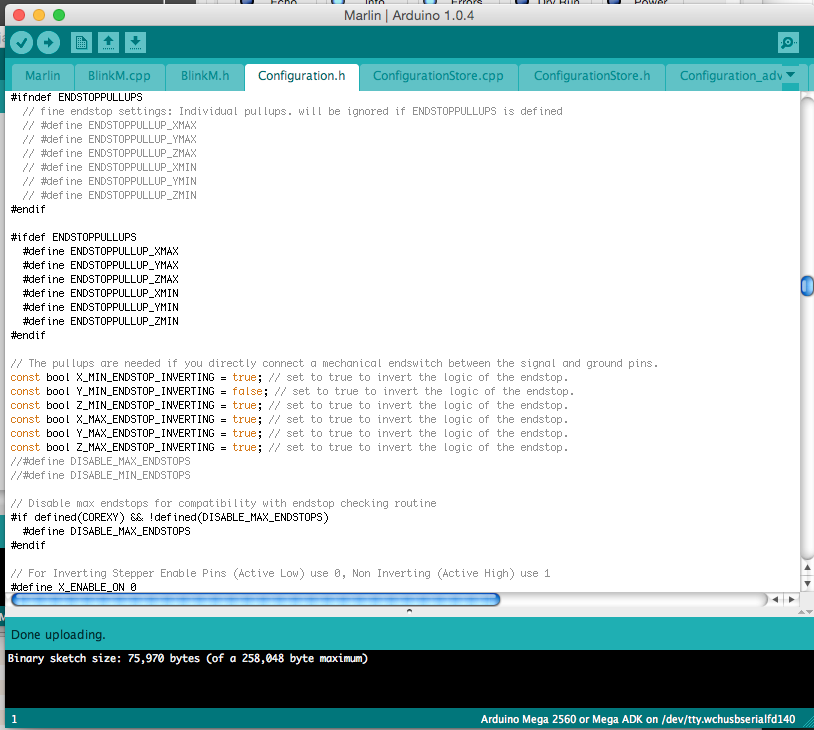 Echo Info Errors Dry Run Power
Marlin | Arduino 1.0.4
Marlin BlinkM.cpp BlinkM.h Configuration.h ConfigurationStore.cpp ConfigurationStore.h Configuration_adv
#ifndef ENDSTOPPULLUPS
// fine endstop settings: Individual pullups. will be ignored if ENDSTOPPULLUPS is defined
// #define ENDSTOPPULLUP_XMAX
// #define ENDSTOPPULLUP_YMAX
// #define ENDSTOPPULLUP_ZMAX
// #define ENDSTOPPULLUP_XMIN
// #define ENDSTOPPULLUP_YMIN
// #define ENDSTOPPULLUP_ZMIN
#endif
#ifdef ENDSTOPPULLUPS
#define ENDSTOPPULLUP_XMAX
#define ENDSTOPPULLUP_YMAX
#define ENDSTOPPULLUP_ZMAX
#define ENDSTOPPULLUP_XMIN
#define ENDSTOPPULLUP_YMIN
#define ENDSTOPPULLUP_ZMIN
#endif
// The pullups are needed if you directly connect a mechanical endswitch between the signal and ground pins.
const bool X_MIN_ENDSTOP_INVERTING = true; // set to true to invert the logic of the endstop.
const bool Y_MIN_ENDSTOP_INVERTING = false; // set to true to invert the logic of the endstop.
const bool Z_MIN_ENDSTOP_INVERTING = true; // set to true to invert the logic of the endstop.
const bool X_MAX_ENDSTOP_INVERTING = true; // set to true to invert the logic of the endstop.
const bool Y_MAX_ENDSTOP_INVERTING = true; // set to true to invert the logic of the endstop.
const bool Z_MAX_ENDSTOP_INVERTING = true; // set to true to invert the logic of the endstop.
//#define DISABLE_MAX_ENDSTOPS
//#define DISABLE_MIN_ENDSTOPS
// Disable max endstops for compatibility with endstop checking routine
#if defined(COREXY) && !defined(DISABLE_MAX_ENDSTOPS)
#define DISABLE_MAX_ENDSTOPS
#endif
// For Inverting Stepper Enable Pins (Active Low) use 0, Non Inverting (Active High) use 1
#define X_ENABLE_ON 0
Done uploading.
Binary sketch size: 75,970 bytes (of a 258,048 byte maximum)
1 Arduino Mega 2560 or Mega ADK on /dev/tty.wchusbserialfd140